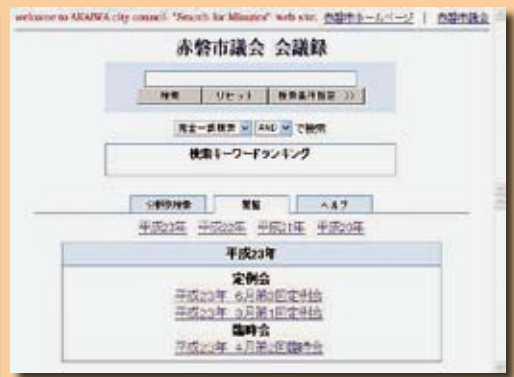 welcome to AKAIWA city council "Search for Minutes" web site. 赤磐市ホームページ | 赤磐市議会
赤磐市議会 会議録
検索 リセット 検索条件指定 >>
完全一致検索 AND で検索
検索キーワードランキング
分類別検索 閲覧 ヘルプ
平成23年 平成22年 平成21年 平成20年
平成23年
定例会
平成23年 6月第3回定例会
平成23年 3月第1回定例会
臨時会
平成23年 4月第2回臨時会